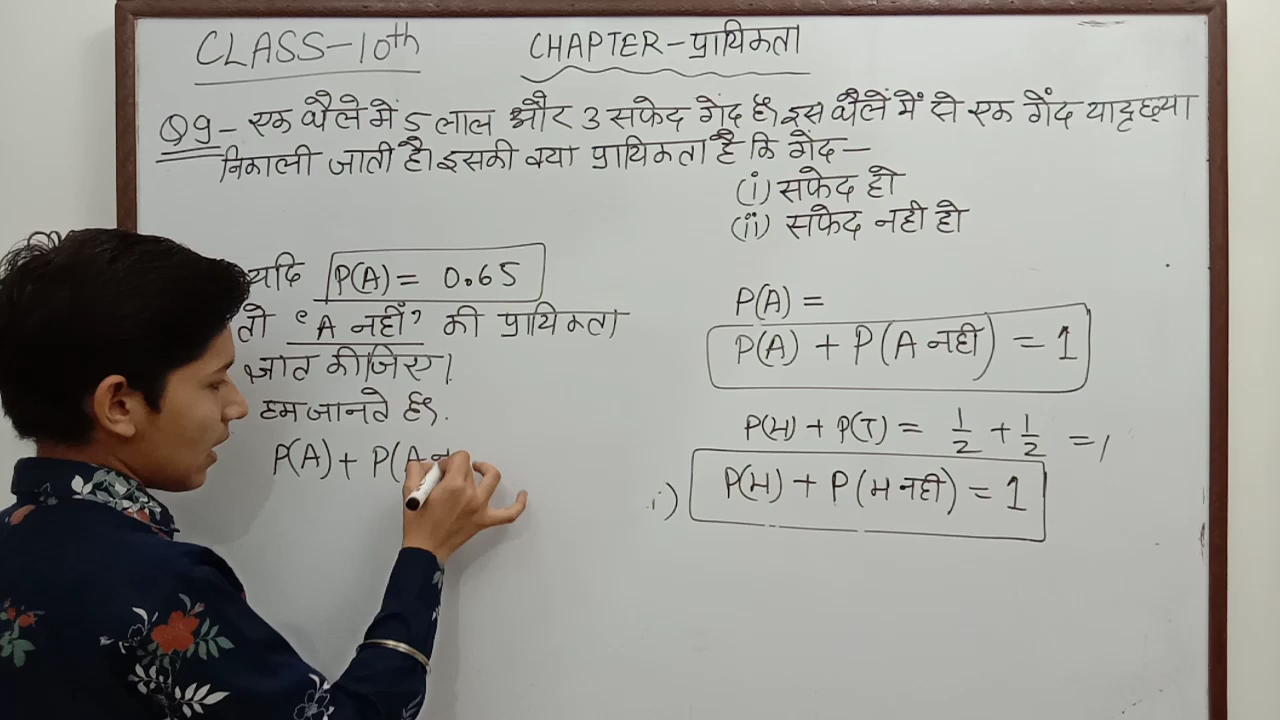 CLASS-10th
CHAPTER-प्रायिकता
Q9- एक थैले में 5 लाल और 3 सफेद गेंद है, इस थैलें में से एक गेंद यादृच्छया
निकाली जाती है। इसकी क्या प्रायिकता है कि गेंद-
(i) सफेद हो
(ii) सफेद नही हो
यदि P(A) = 0.65
तो 'A नहीं' की प्रायिकता
ज्ञात कीजिए।
हम जानते हैं.
P(A) + P(A
P(A) =
P(A) + P(A नही) = 1
P(H) + P(T) = 1/2 + 1/2 = 1
i) P(H) + P(H नही) = 1